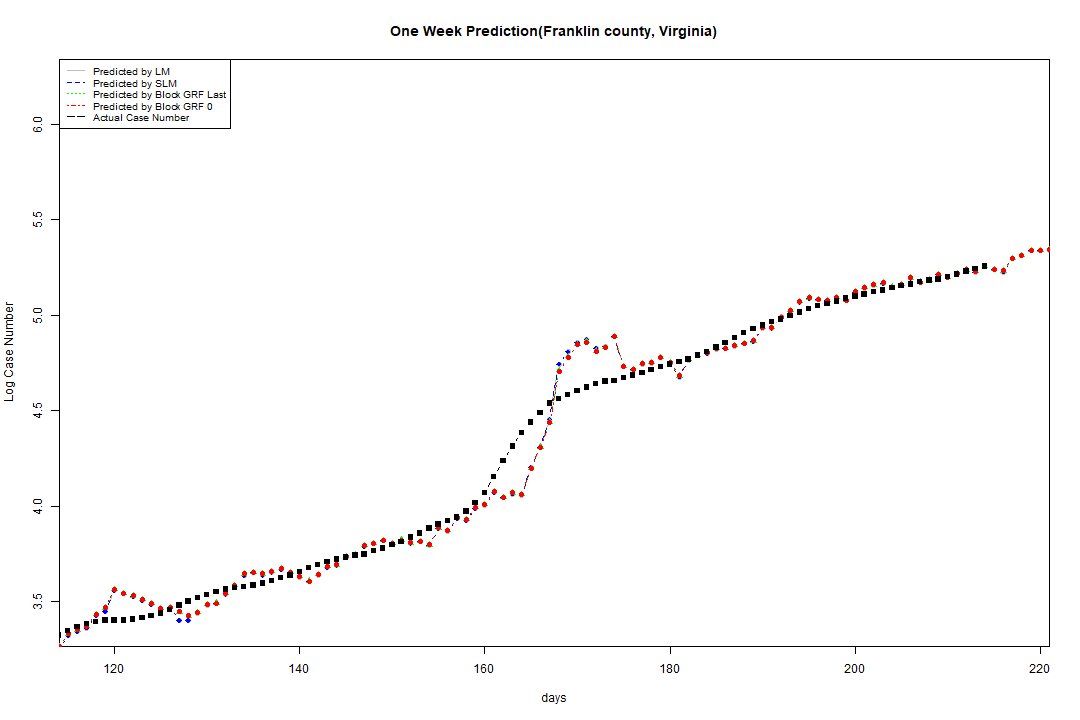 One Week Prediction(Franklin county, Virginia)
Predicted by LM
Predicted by SLM
Predicted by Block GRF Last
Predicted by Block GRF 0
Actual Case Number
6.0
5.5
5.0
4.5
4.0
3.5
Log Case Number
120
140
160
180
200
220
days